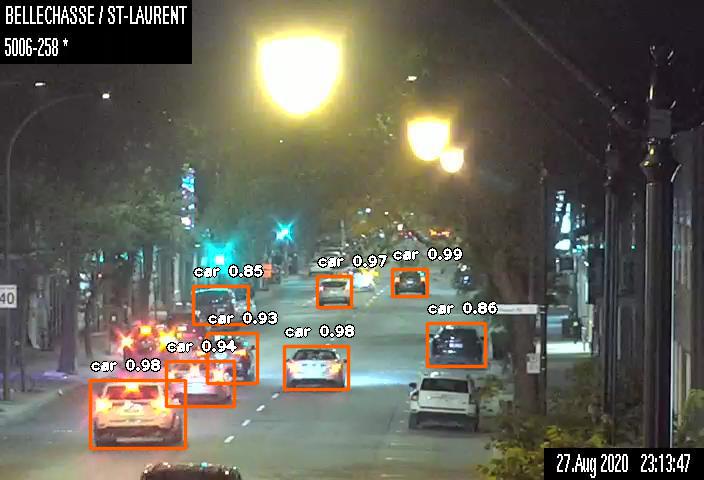 BELLECHASSE / ST-LAURENT
5006-258 *
car 0.97
car 0.99
car 0.85
car 0.93
car 0.86
car 0.94
car 0.98
car 0.98
40
27.Aug 2020 23:13:47